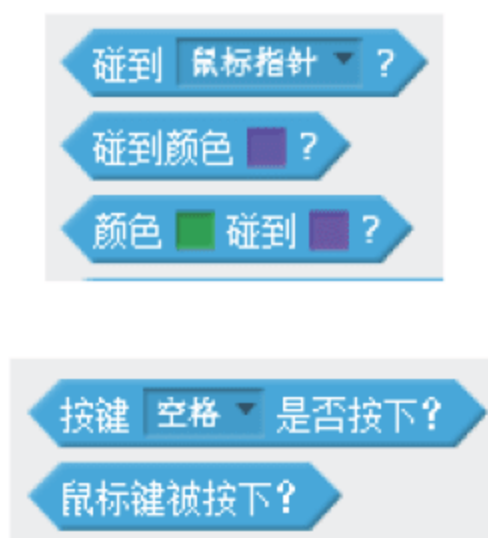 碰到 鼠标指针 ?
碰到颜色 ?
颜色 碰到 ?
按键 空格 是否按下?
鼠标键被按下?